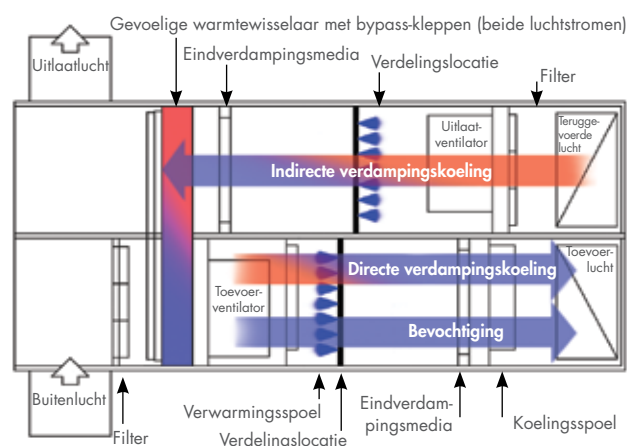 Gevoelige warmtewisselaar met bypass-kleppen (beide luchtstromen)
Uitlaatlucht
Eindverdampingsmedia
Verdelingslocatie
Filter
Uitlaat-
ventilator
Terugge-
voerde
lucht
Indirecte verdampingskoeling
Toevoer-
ventilator
Directe verdampingskoeling
Toevoer-
lucht
Bevochtiging
Buitenlucht
Filter
Verwarmingsspoel
Verdelingslocatie
Eindverdam-
pingsmedia
Koelingsspoel